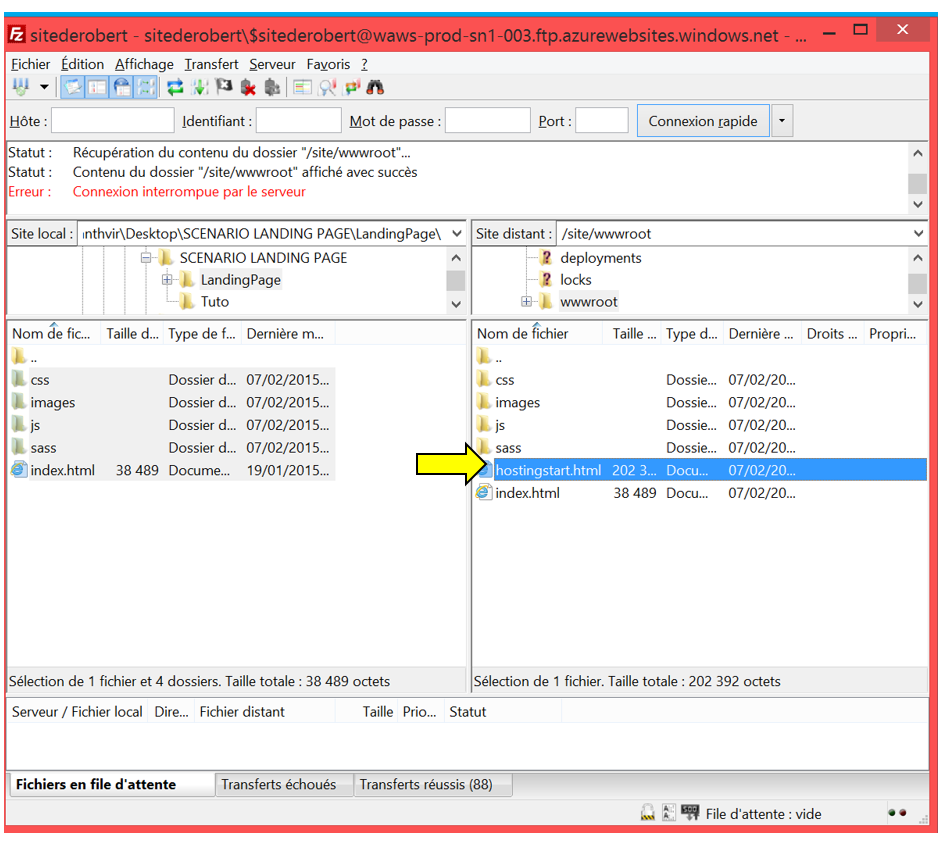 sitederobert - sitederobert\$sitederobert@waws-prod-sn1-003.ftp.azurewebsites.windows.net - ...
Fichier Édition Affichage Transfert Serveur Favoris ?
Hôte : Identifiant : Mot de passe : Port : Connexion rapide
Statut : Récupération du contenu du dossier "/site/wwwroot"...
Statut : Contenu du dossier "/site/wwwroot" affiché avec succès
Erreur : Connexion interrompue par le serveur
Site local : nthvir\Desktop\SCENARIO LANDING PAGE\LandingPage\
SCENARIO LANDING PAGE
LandingPage
Tuto
Nom de fic... Taille d... Type de f... Dernière m...
..
css Dossier d... 07/02/2015...
images Dossier d... 07/02/2015...
js Dossier d... 07/02/2015...
sass Dossier d... 07/02/2015...
index.html 38 489 Docume... 19/01/2015...
Sélection de 1 fichier et 4 dossiers. Taille totale : 38 489 octets
Site distant : /site/wwwroot
deployments
locks
wwwroot
Nom de fichier Taille ... Type d... Dernière ... Droits ... Propri...
..
css Dossie... 07/02/20...
images Dossie... 07/02/20...
js Dossie... 07/02/20...
sass Dossie... 07/02/20...
hostingstart.html 202 3... Docu... 07/02/20...
index.html 38 489 Docu... 07/02/20...
Sélection de 1 fichier. Taille totale : 202 392 octets
Serveur / Fichier local Dire... Fichier distant Taille Prio... Statut
Fichiers en file d'attente Transferts échoués Transferts réussis (88)
File d'attente : vide